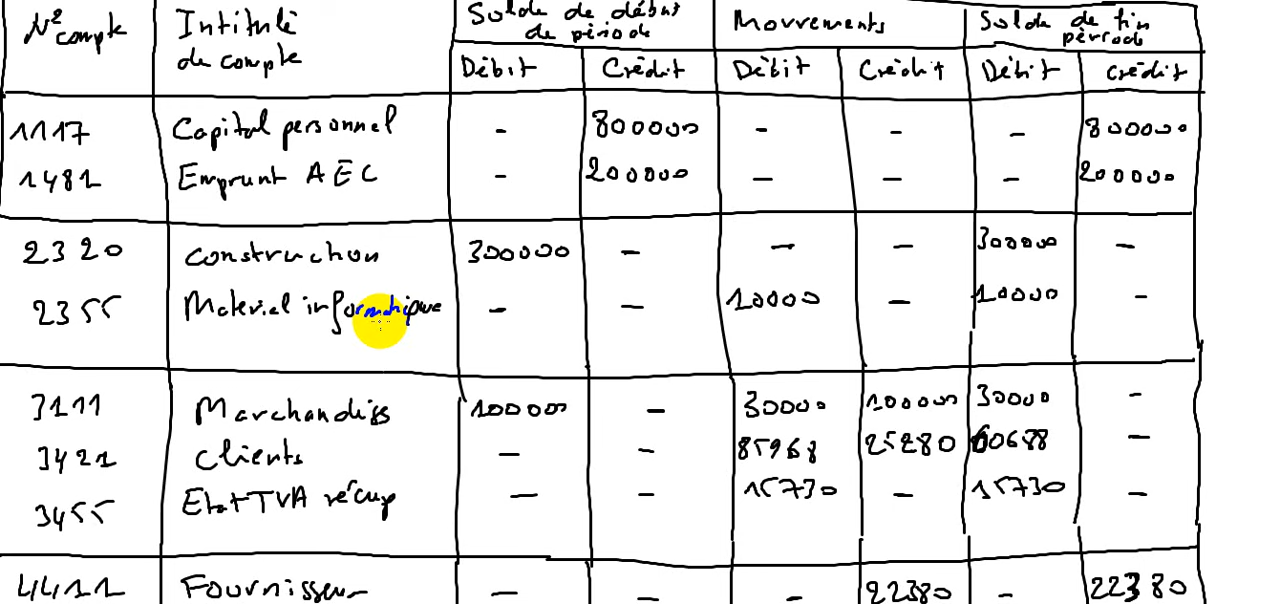 N° compte | Intitulé de compte | Solde de début de période | Mouvements | Solde de fin période
Débit | Crédit | Débit | Crédit | Débit | Crédit
1117 | Capital personnel | - | 800000 | - | - | - | 800000
1481 | Emprunt AEC | - | 200000 | - | - | - | 200000
2320 | Construction | 300000 | - | - | - | 300000 | -
2355 | Matériel informatique | - | - | 10000 | - | 10000 | -
3111 | Marchandises | 100000 | - | 30000 | 100000 | 30000 | -
3421 | Clients | - | - | 85968 | 25280 | 60688 | -
3455 | Etat TVA récup | - | - | 15730 | - | 15730 | -
4411 | Fournisseur | - | - | - | 22380 | - | 22380